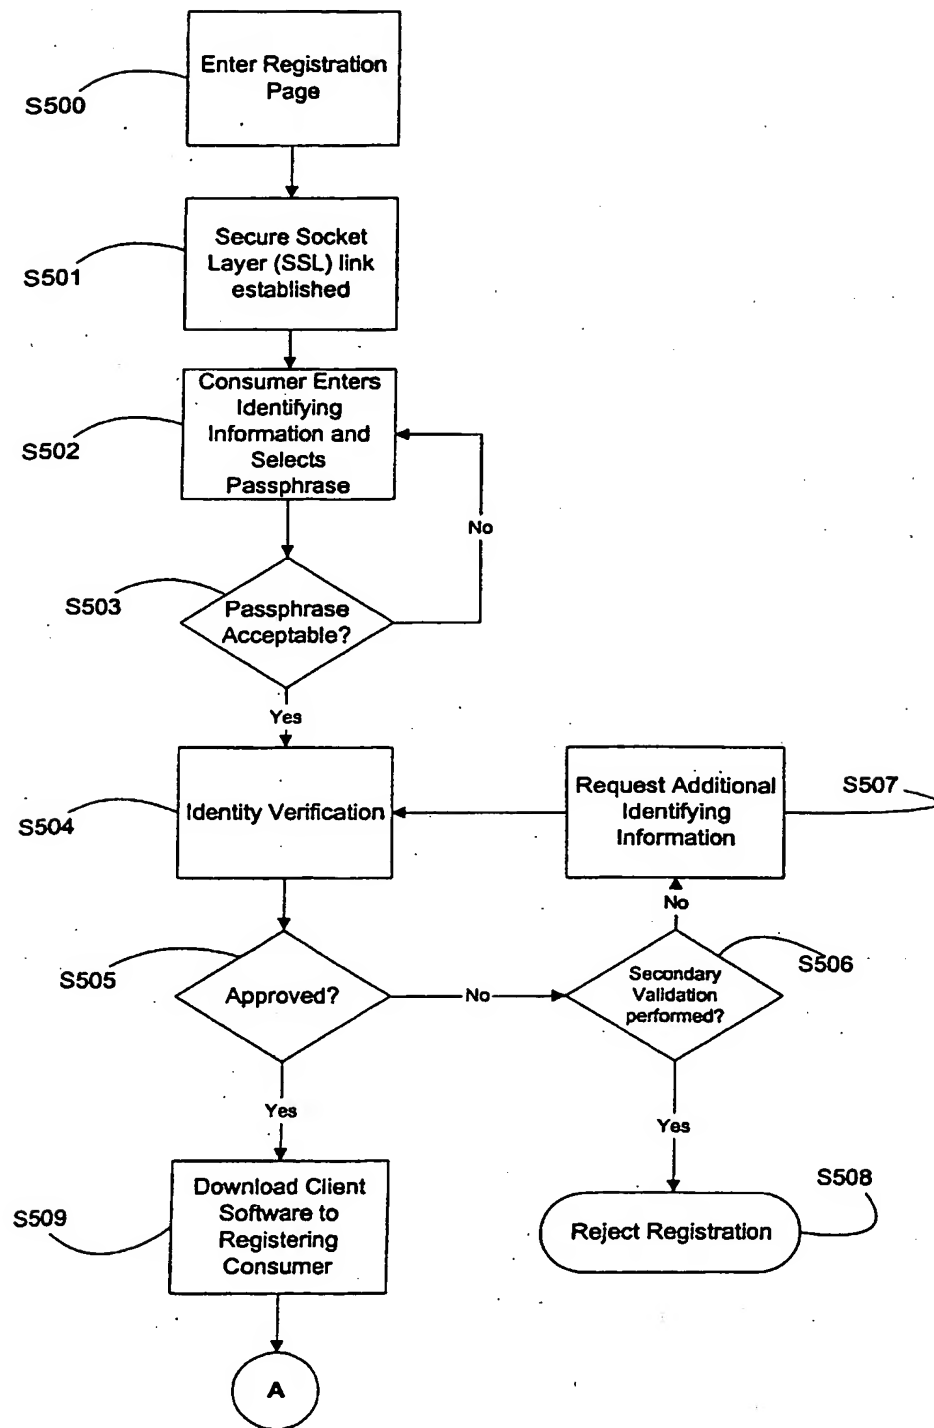 Enter Registration
Page
S500
Secure Socket
Layer (SSL) link
established
S501
Consumer Enters
Identifying
Information and
Selects
Passphrase
S502
No
Passphrase
Acceptable?
S503
Yes
Identity Verification
S504
Request Additional
Identifying
Information
S507
No
Approved?
S505
No
Secondary
Validation
performed?
S506
Yes
Yes
Download Client
Software to
Registering
Consumer
S509
Reject Registration
S508
A